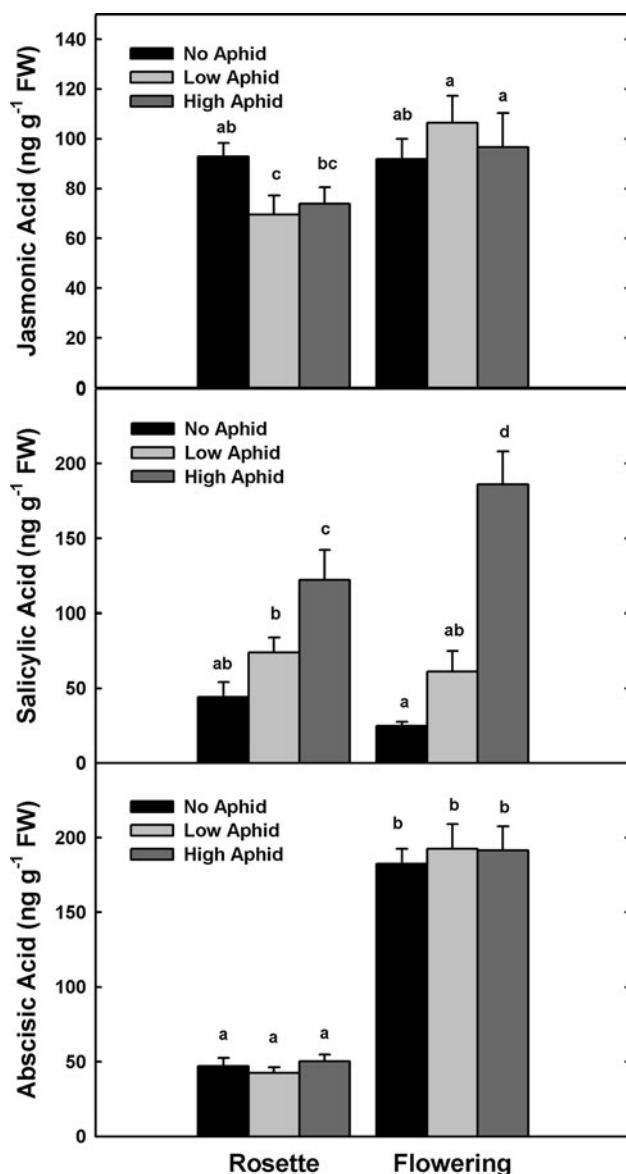 140
120
100
80
60
40
20
0
Jasmonic Acid (ng g⁻¹ FW)
No Aphid
Low Aphid
High Aphid
ab
c
bc
ab
a
a
200
150
100
50
0
Salicylic Acid (ng g⁻¹ FW)
No Aphid
Low Aphid
High Aphid
ab
b
c
a
ab
d
200
150
100
50
0
Abscisic Acid (ng g⁻¹ FW)
No Aphid
Low Aphid
High Aphid
a
a
a
b
b
b
Rosette
Flowering